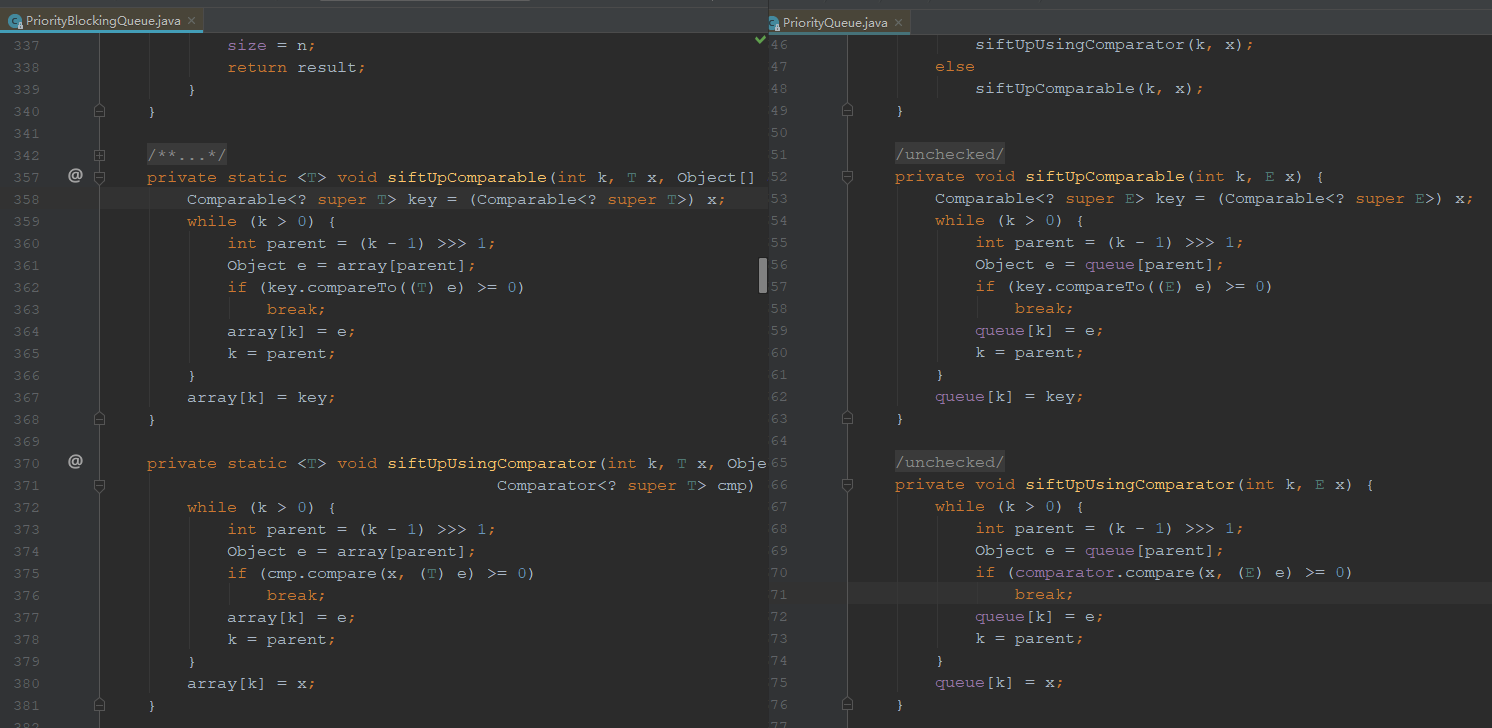 PriorityBlockingQueue.java
337 size = n;
338 return result;
339 }
340 }
341
342 /**...*/
357 @ private static <T> void siftUpComparable(int k, T x, Object[]
358 Comparable<? super T> key = (Comparable<? super T>) x;
359 while (k > 0) {
360 int parent = (k - 1) >>> 1;
361 Object e = array[parent];
362 if (key.compareTo((T) e) >= 0)
363 break;
364 array[k] = e;
365 k = parent;
366 }
367 array[k] = key;
368 }
369
370 @ private static <T> void siftUpUsingComparator(int k, T x, Obje
371 Comparator<? super T> cmp)
372 while (k > 0) {
373 int parent = (k - 1) >>> 1;
374 Object e = array[parent];
375 if (cmp.compare(x, (T) e) >= 0)
376 break;
377 array[k] = e;
378 k = parent;
379 }
380 array[k] = x;
381 }
382
PriorityQueue.java
46 siftUpUsingComparator(k, x);
47 else
48 siftUpComparable(k, x);
49 }
50
51 /unchecked/
52 private void siftUpComparable(int k, E x) {
53 Comparable<? super E> key = (Comparable<? super E>) x;
54 while (k > 0) {
55 int parent = (k - 1) >>> 1;
56 Object e = queue[parent];
57 if (key.compareTo((E) e) >= 0)
58 break;
59 queue[k] = e;
60 k = parent;
61 }
62 queue[k] = key;
63 }
64
65 /unchecked/
66 private void siftUpUsingComparator(int k, E x) {
67 while (k > 0) {
68 int parent = (k - 1) >>> 1;
69 Object e = queue[parent];
70 if (comparator.compare(x, (E) e) >= 0)
71 break;
72 queue[k] = e;
73 k = parent;
74 }
75 queue[k] = x;
76 }
77